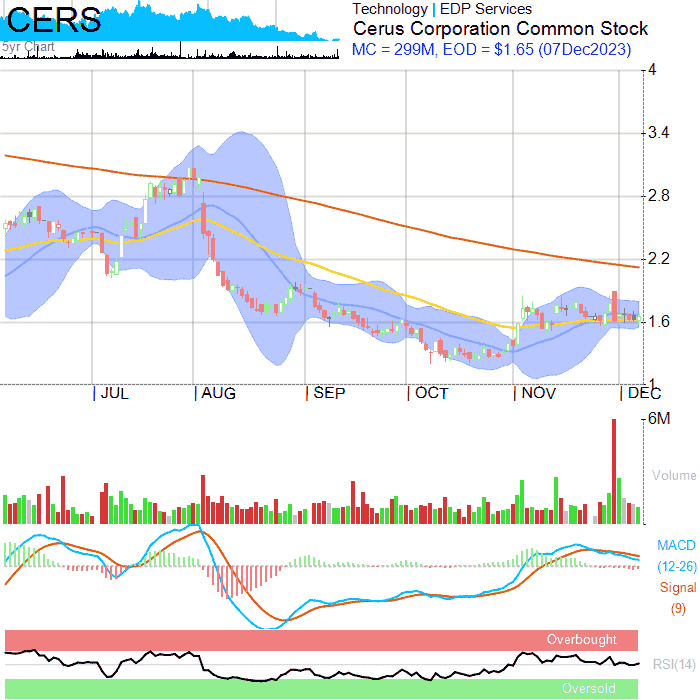 CERS
5yr Chart
Technology | EDP Services
Cerus Corporation Common Stock
MC = 299M, EOD = $1.65 (07Dec2023)
4
3.4
2.8
2.2
1.6
1
JUL
AUG
SEP
OCT
NOV
DEC
6M
Volume
MACD
(12-26)
Signal
(9)
Overbought
RSI(14)
Oversold